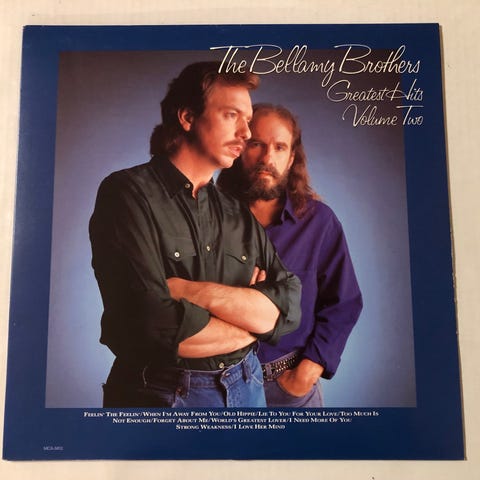 The Bellamy Brothers
Greatest Hits
Volume Two
FEELIN' THE FEELIN'/WHEN I'M AWAY FROM YOU/OLD HIPPIE/LIE TO YOU FOR YOUR LOVE/TOO MUCH IS
NOT ENOUGH/FORGET ABOUT ME/WORLD'S GREATEST LOVER/I NEED MORE OF YOU
STRONG WEAKNESS/I LOVE HER MIND